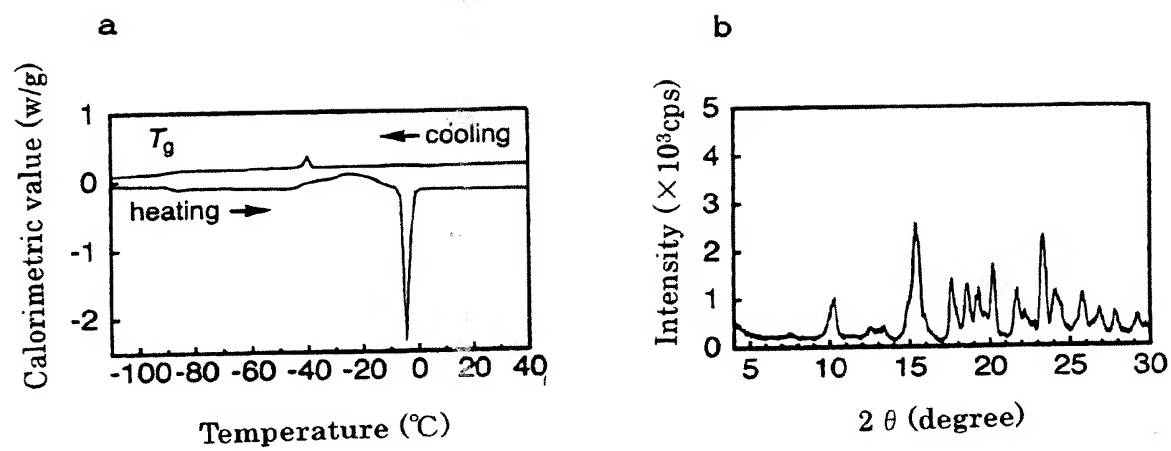 a
Calorimetric value (w/g)
1
0
-1
-2
Tg
cooling
heating
-100 -80 -60 -40 -20 0 20 40
Temperature (℃)
b
Intensity (×10³cps)
5
4
3
2
1
0
5 10 15 20 25 30
2 θ (degree)